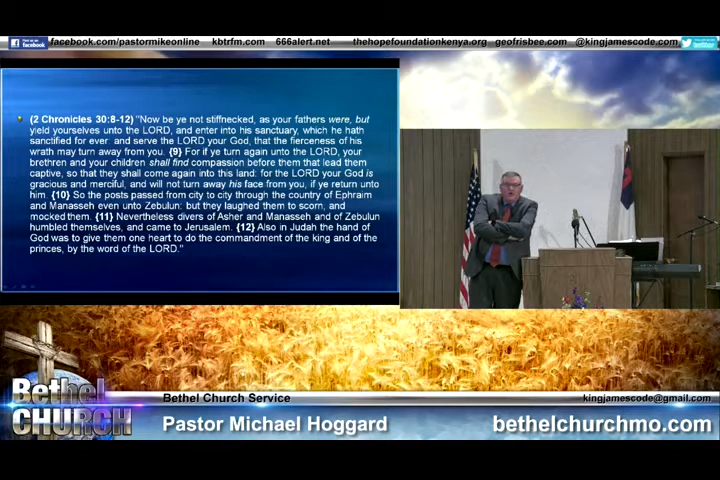 Find us on facebook
facebook.com/pastormikeonline kbtrfm.com 666alert.net thehopefoundationkenya.org geofrisbee.com @kingjamescode.com twitter
(2 Chronicles 30:8-12) "Now be ye not stiffnecked, as your fathers were, but
yield yourselves unto the LORD, and enter into his sanctuary, which he hath
sanctified for ever: and serve the LORD your God, that the fierceness of his
wrath may turn away from you. {9} For if ye turn again unto the LORD, your
brethren and your children shall find compassion before them that lead them
captive, so that they shall come again into this land: for the LORD your God is
gracious and merciful, and will not turn away his face from you, if ye return unto
him. {10} So the posts passed from city to city through the country of Ephraim
and Manasseh even unto Zebulun: but they laughed them to scorn, and
mocked them. {11} Nevertheless divers of Asher and Manasseh and of Zebulun
humbled themselves, and came to Jerusalem. {12} Also in Judah the hand of
God was to give them one heart to do the commandment of the king and of the
princes, by the word of the LORD."
Bethel
CHURCH
Bethel Church Service kingjamescode@gmail.com
Pastor Michael Hoggard bethelchurchmo.com